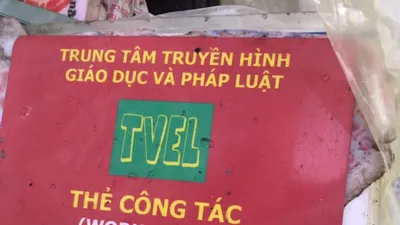 TRUNG TÂM TRUYỀN HÌNH
GIÁO DỤC VÀ PHÁP LUẬT
TVEL
THẺ CÔNG TÁC